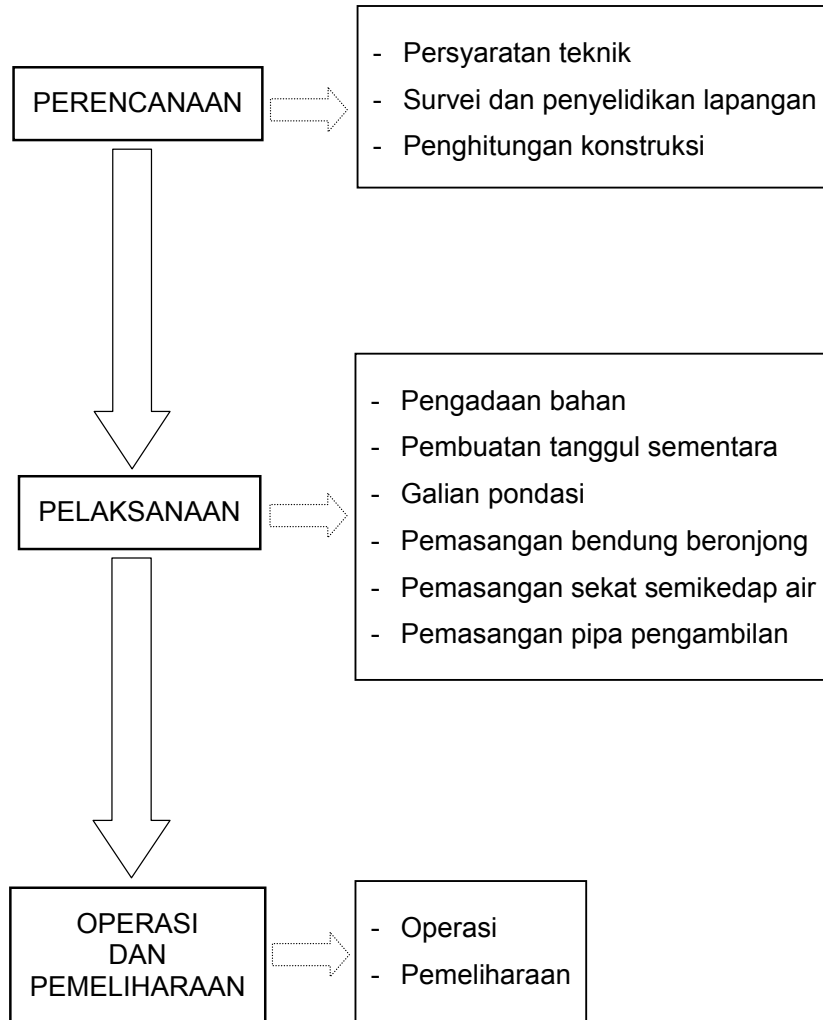 PERENCANAAN
- Persyaratan teknik
- Survei dan penyelidikan lapangan
- Penghitungan konstruksi
PELAKSANAAN
- Pengadaan bahan
- Pembuatan tanggul sementara
- Galian pondasi
- Pemasangan bendung beronjong
- Pemasangan sekat semikedap air
- Pemasangan pipa pengambilan
OPERASI
DAN
PEMELIHARAAN
- Operasi
- Pemeliharaan